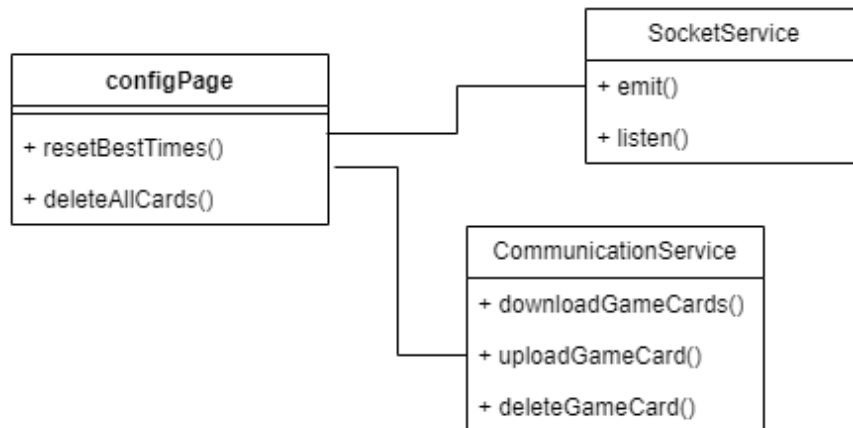 configPage
+ resetBestTimes()
+ deleteAllCards()
SocketService
+ emit()
+ listen()
CommunicationService
+ downloadGameCards()
+ uploadGameCard()
+ deleteGameCard()